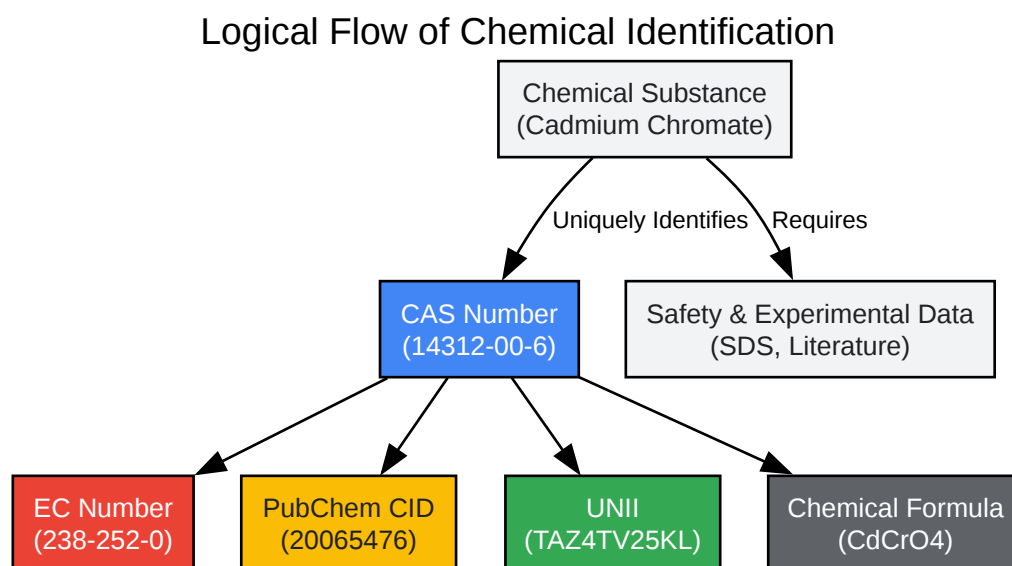 Logical Flow of Chemical Identification
Chemical Substance
(Cadmium Chromate)
Uniquely Identifies
Requires
CAS Number
(14312-00-6)
Safety & Experimental Data
(SDS, Literature)
EC Number
(238-252-0)
PubChem CID
(20065476)
UNII
(TAZ4TV25KL)
Chemical Formula
(CdCrO4)